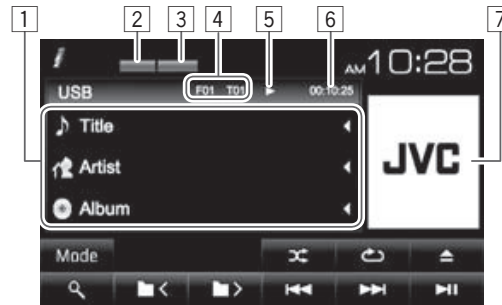 1 2 3 4 5 6 7
AM 10:28
USB F01 T01 00:10:25
Title
Artist
Album
JVC
Mode